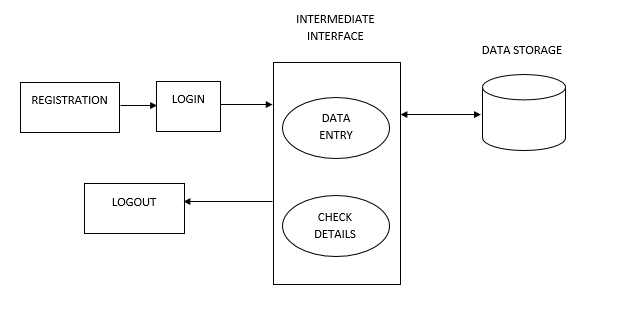 INTERMEDIATE
INTERFACE
DATA STORAGE
REGISTRATION
LOGIN
DATA
ENTRY
LOGOUT
CHECK
DETAILS